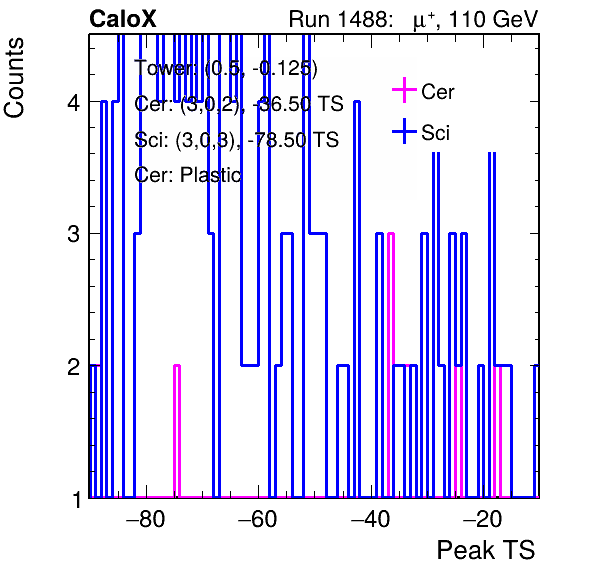 CaloX Run 1488: μ⁺, 110 GeV
Counts
Tower: (0.5, -0.125)
Cer: (3,0,2), -36.50 TS
Sci: (3,0,3), -78.50 TS
Cer: Plastic
Cer
Sci
4
3
2
1
−80 −60 −40 −20
Peak TS